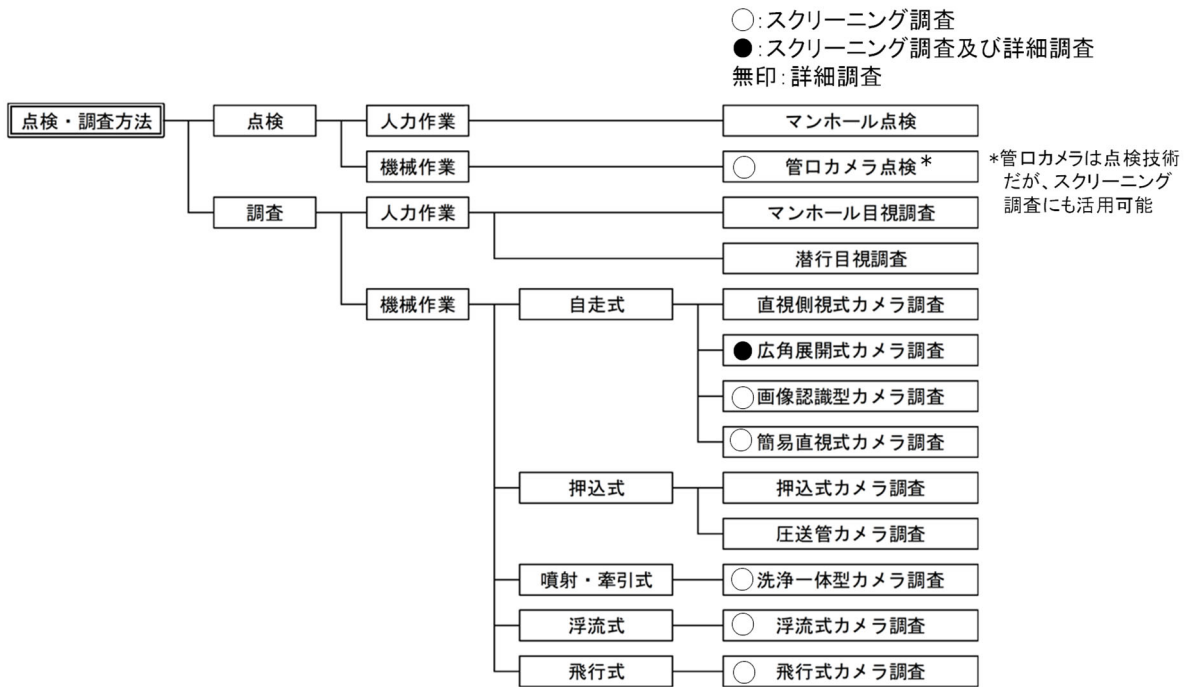 ○:スクリーニング調査
●:スクリーニング調査及び詳細調査
無印:詳細調査
点検・調査方法
点検
人力作業
マンホール点検
機械作業
○ 管口カメラ点検*
*管口カメラは点検技術
だが、スクリーニング
調査にも活用可能
調査
人力作業
マンホール目視調査
潜行目視調査
機械作業
自走式
直視側視式カメラ調査
●広角展開式カメラ調査
○画像認識型カメラ調査
○簡易直視式カメラ調査
押込式
押込式カメラ調査
圧送管カメラ調査
噴射・牽引式
○洗浄一体型カメラ調査
浮流式
○ 浮流式カメラ調査
飛行式
○ 飛行式カメラ調査